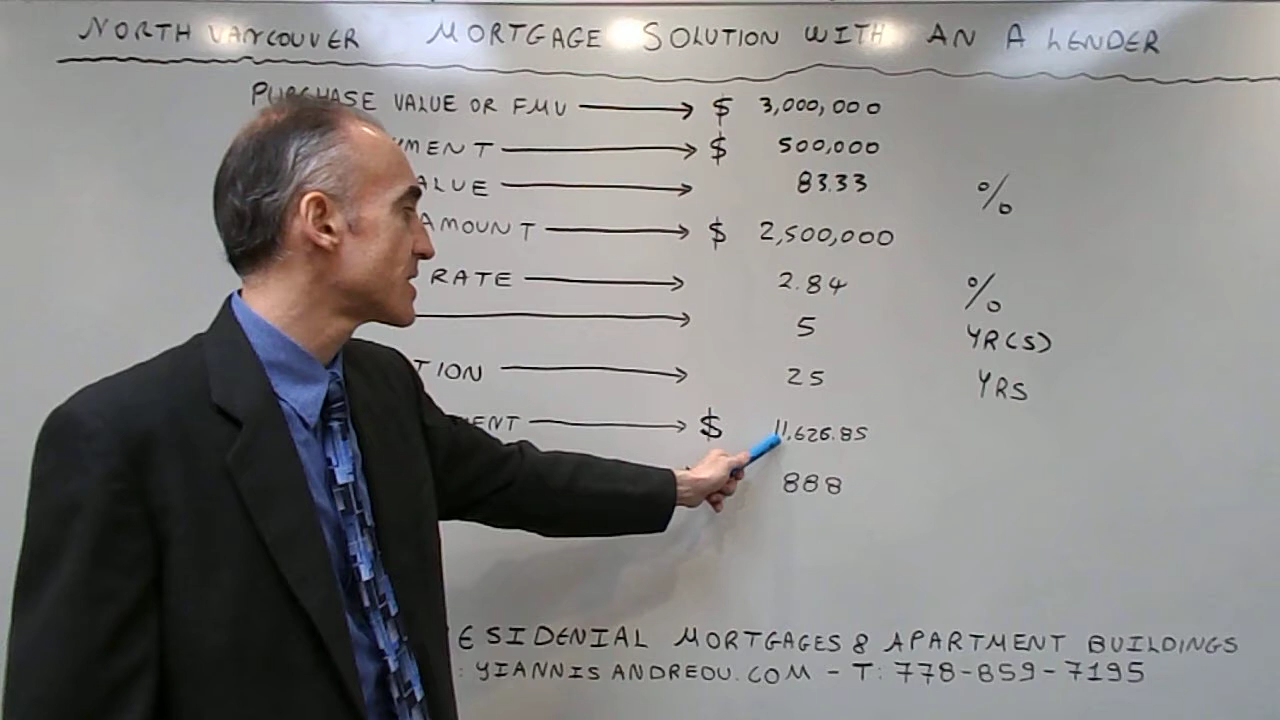 NORTH VANCOUVER MORTGAGE SOLUTION WITH AN A LENDER
PURCHASE VALUE OR FMV → $ 3,000,000
MENT → $ 500,000
ALUE → 83.33 %
AMOUNT → $ 2,500,000
RATE → 2.84 %
→ 5 YR(S)
TION → 25 YRS
MENT → $ 11,626.85
888
ESIDENIAL MORTGAGES & APARTMENT BUILDINGS
: YIANNISANDREOU.COM - T: 778-859-7195